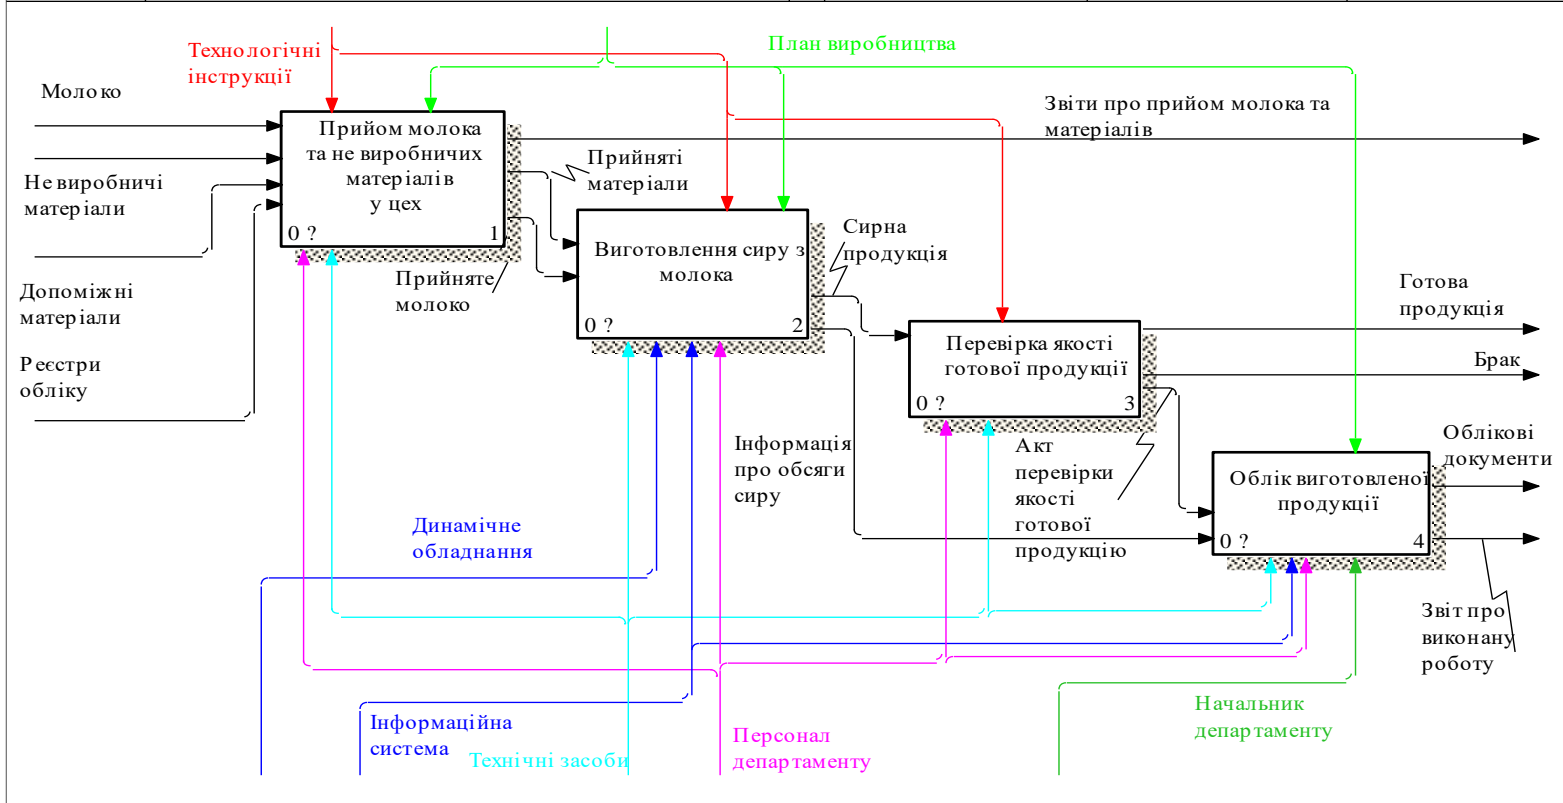 Технологічні
інструкції
План виробництва
Молоко
Звіти про прийом молока та
матеріалів
Прийом молока
та не виробничих
матеріалів
у цех
0 ?
1
Прийняті
матеріали
Не виробничі
матеріали
Виготовлення сиру з
молока
0 ?
2
Сирна
продукція
Прийняте
молоко
Допоміжні
матеріали
Готова
продукція
Перевірка якості
готової продукції
0 ?
3
Реєстри
обліку
Брак
Інформація
про обсяги
сиру
Акт
перевірки
якості
готової
продукцію
Облікові
документи
Облік виготовленої
продукції
0 ?
4
Динамічне
обладнання
Звіт про
виконану
роботу
Інформаційна
система
Технічні засоби
Персонал
департаменту
Начальник
департаменту